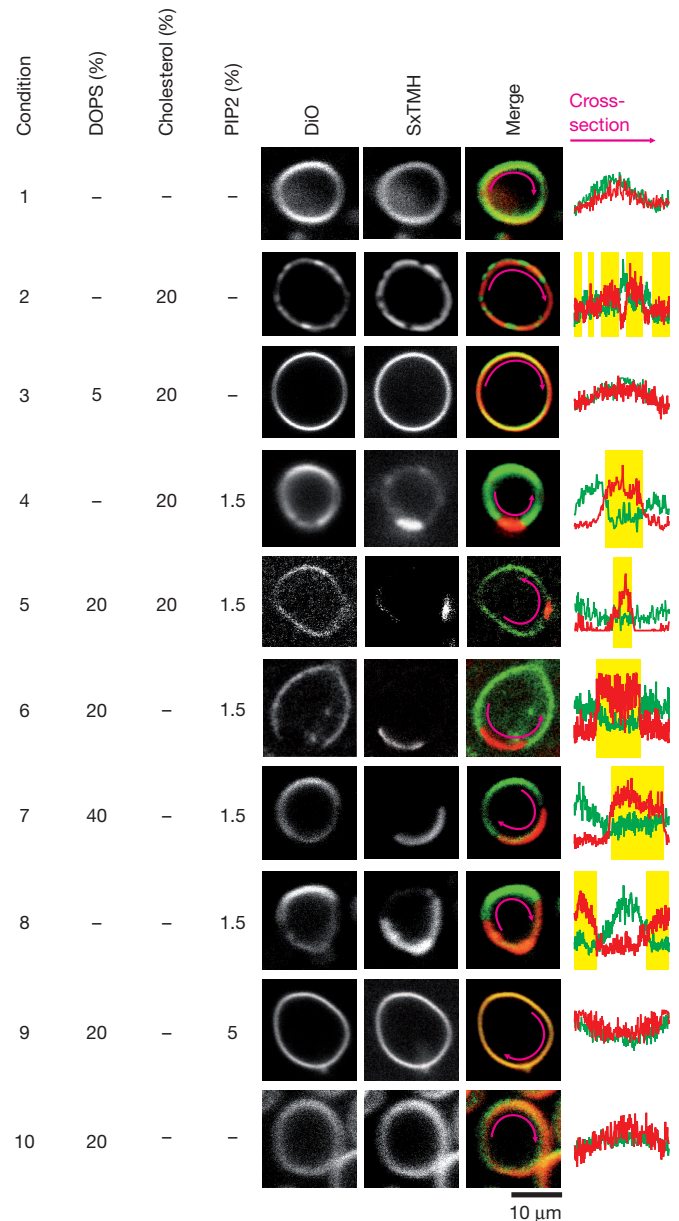 Condition DOPS (%) Cholesterol (%) PIP2 (%) DiO SxTMH Merge Cross-
section
1 – – –
2 – 20 –
3 5 20 –
4 – 20 1.5
5 20 20 1.5
6 20 – 1.5
7 40 – 1.5
8 – – 1.5
9 20 – 5
10 20 – –
10 μm